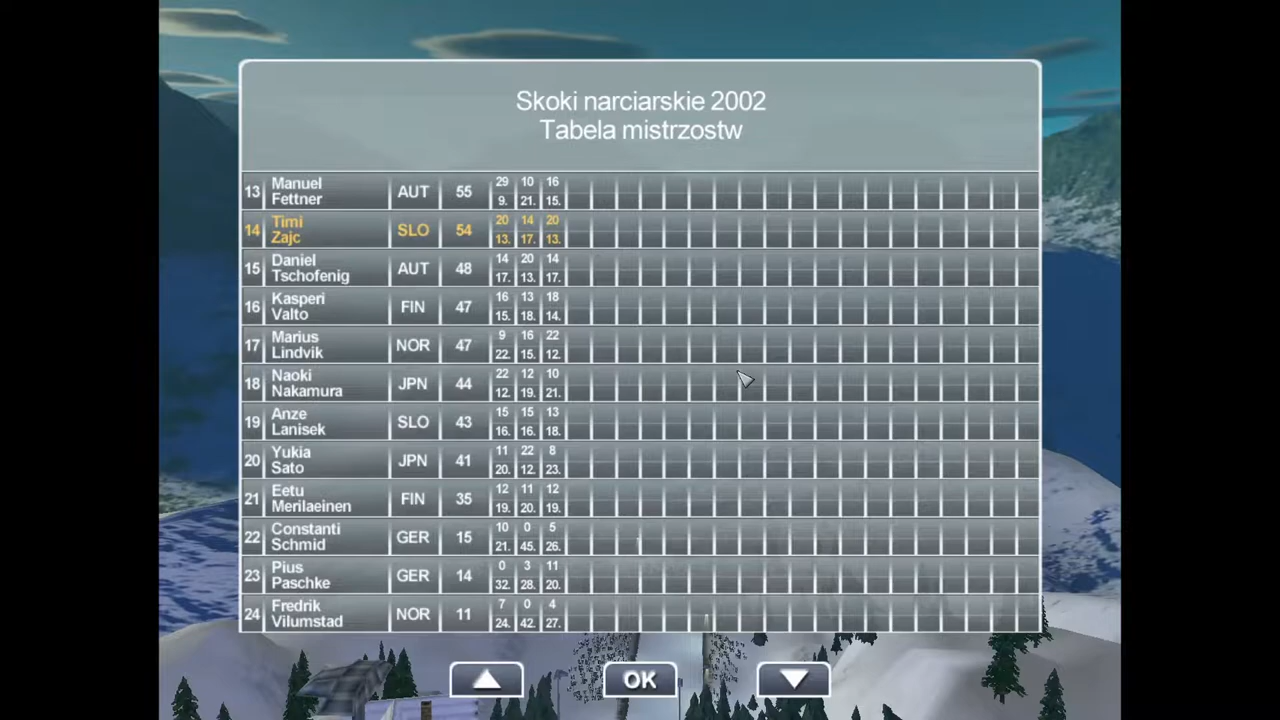 Skoki narciarskie 2002
Tabela mistrzostw
13 Manuel Fettner AUT 55 29 10 16
9. 21. 15.
14 Timi Zajc SLO 54 20 14 20
13. 17. 13.
15 Daniel Tschofenig AUT 48 14 20 14
17. 13. 17.
16 Kasperi Valto FIN 47 16 13 18
15. 18. 14.
17 Marius Lindvik NOR 47 9 16 22
22. 15. 12.
18 Naoki Nakamura JPN 44 22 12 10
12. 19. 21.
19 Anze Lanisek SLO 43 15 15 13
16. 16. 18.
20 Yukia Sato JPN 41 11 22 8
20. 12. 23.
21 Eetu Merilaeinen FIN 35 12 11 12
19. 20. 19.
22 Constanti Schmid GER 15 10 0 5
21. 45. 26.
23 Pius Paschke GER 14 0 3 11
32. 28. 20.
24 Fredrik Vilumstad NOR 11 7 0 4
24. 42. 27.
OK